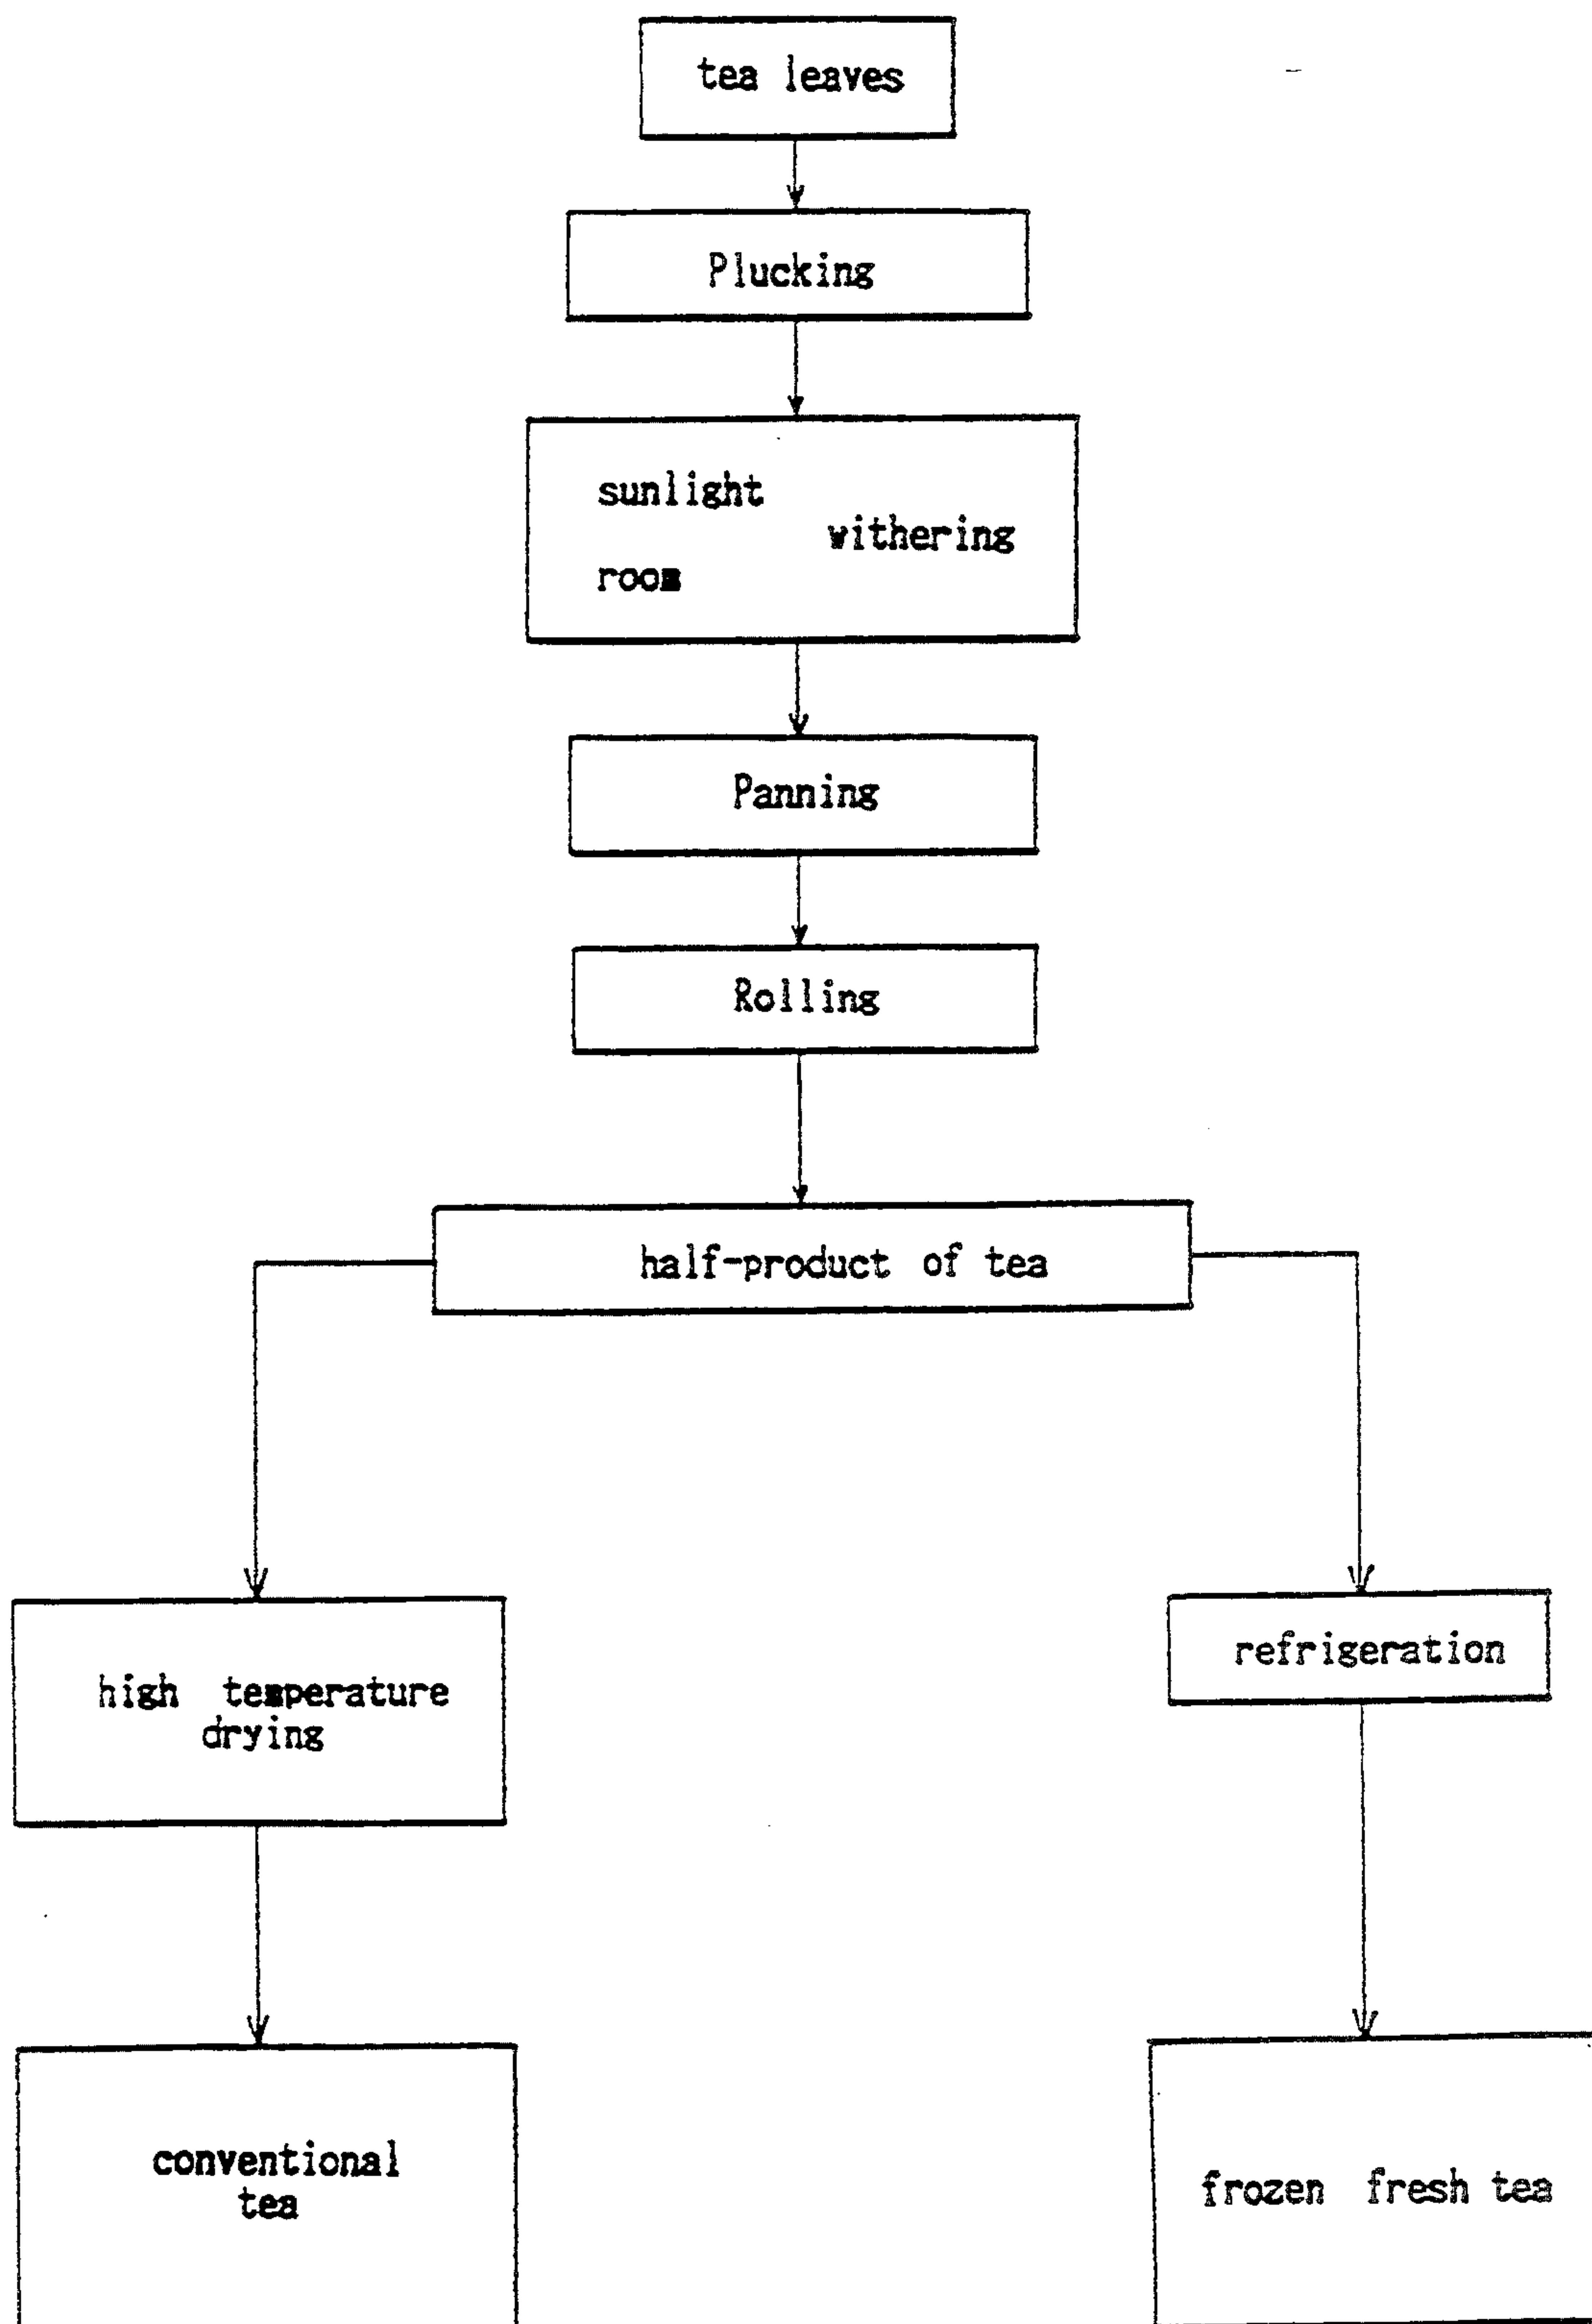 tea leaves
Plucking
sunlight
withering
room
Panning
Rolling
half-product of tea
high temperature
drying
refrigeration
conventional
tea
frozen fresh tea